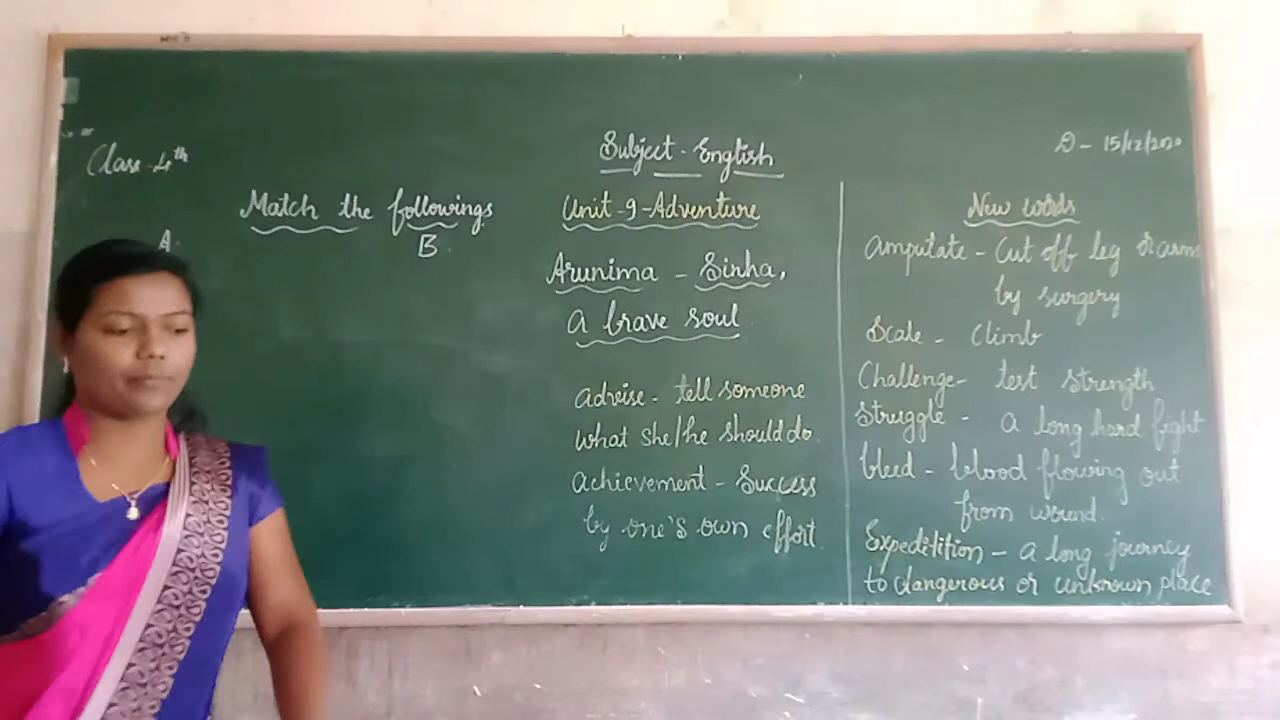 Class-4th
Subject-English
D- 15/12/2020
Match the followings
A.
B.
Unit-9-Adventure
Arunima - Sinha,
a brave soul
advise- tell someone
what she/he should do.
achievement - Success
by one's own effort.
New words
amputate - cut off leg or arms
by surgery
Scale - Climb
Challenge- test strength
Struggle - a long hard fight
bleed - blood flowing out
from wound.
Expedition - a long journey
to dangerous or unknown place